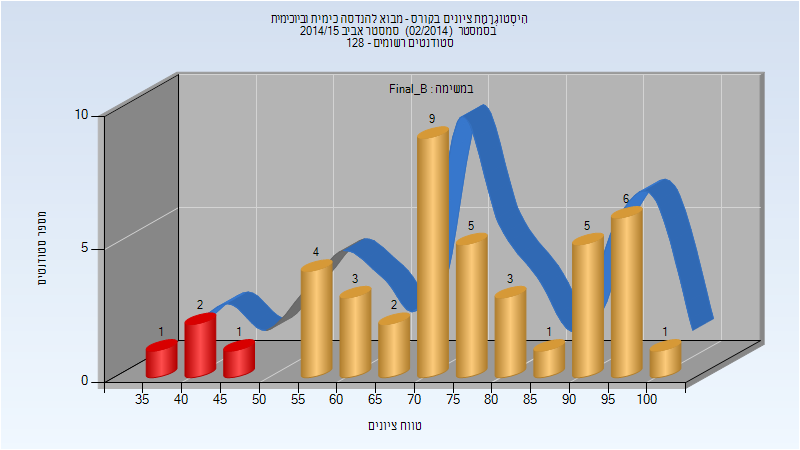 היסטוגרמת ציונים בקורס - מבוא להנדסה כימית וביוכימית
בסמסטר (02/2014) סמסטר אביב 2014/15
סטודנטים רשומים - 128
במשימה : Final_B
מספר סטודנטים
10
5
0
1
2
1
4
3
2
9
5
3
1
5
6
1
35 40 45 50 55 60 65 70 75 80 85 90 95 100
טווח ציונים